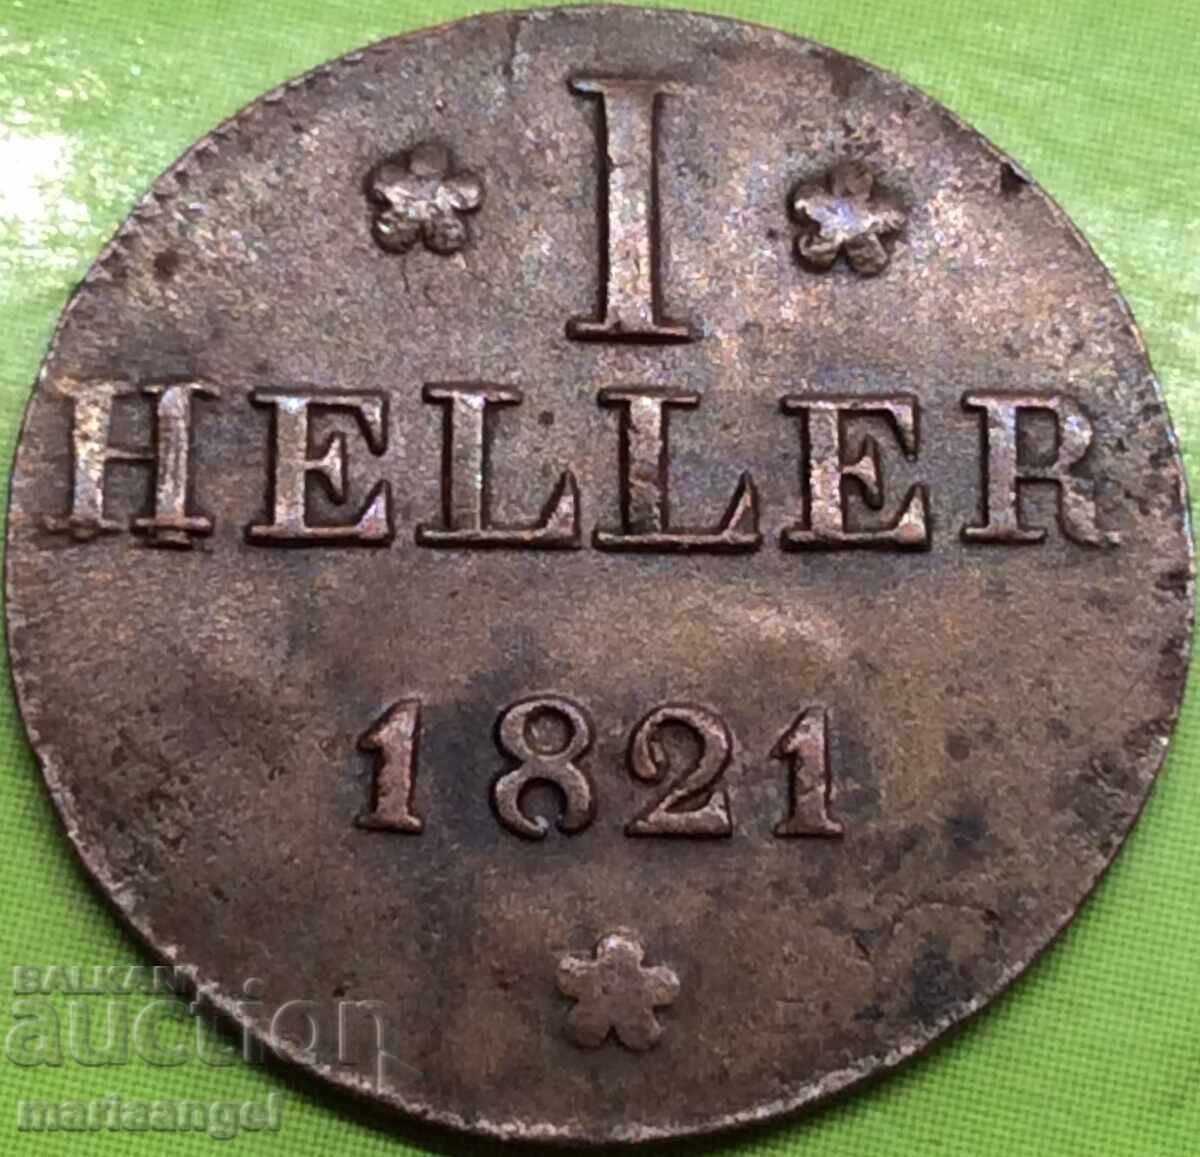 I
HELLER
1821
BALKAN
auction
mariaangel